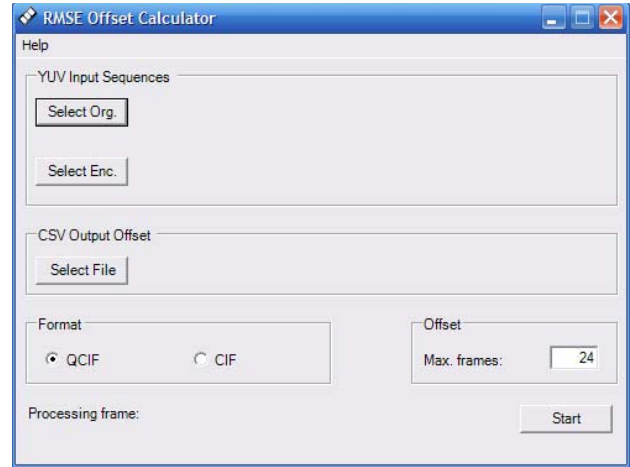 RMSE Offset Calculator
Help
YUV Input Sequences
Select Org.
Select Enc.
CSV Output Offset
Select File
Format
QCIF CIF
Offset
Max. frames: 24
Processing frame:
Start